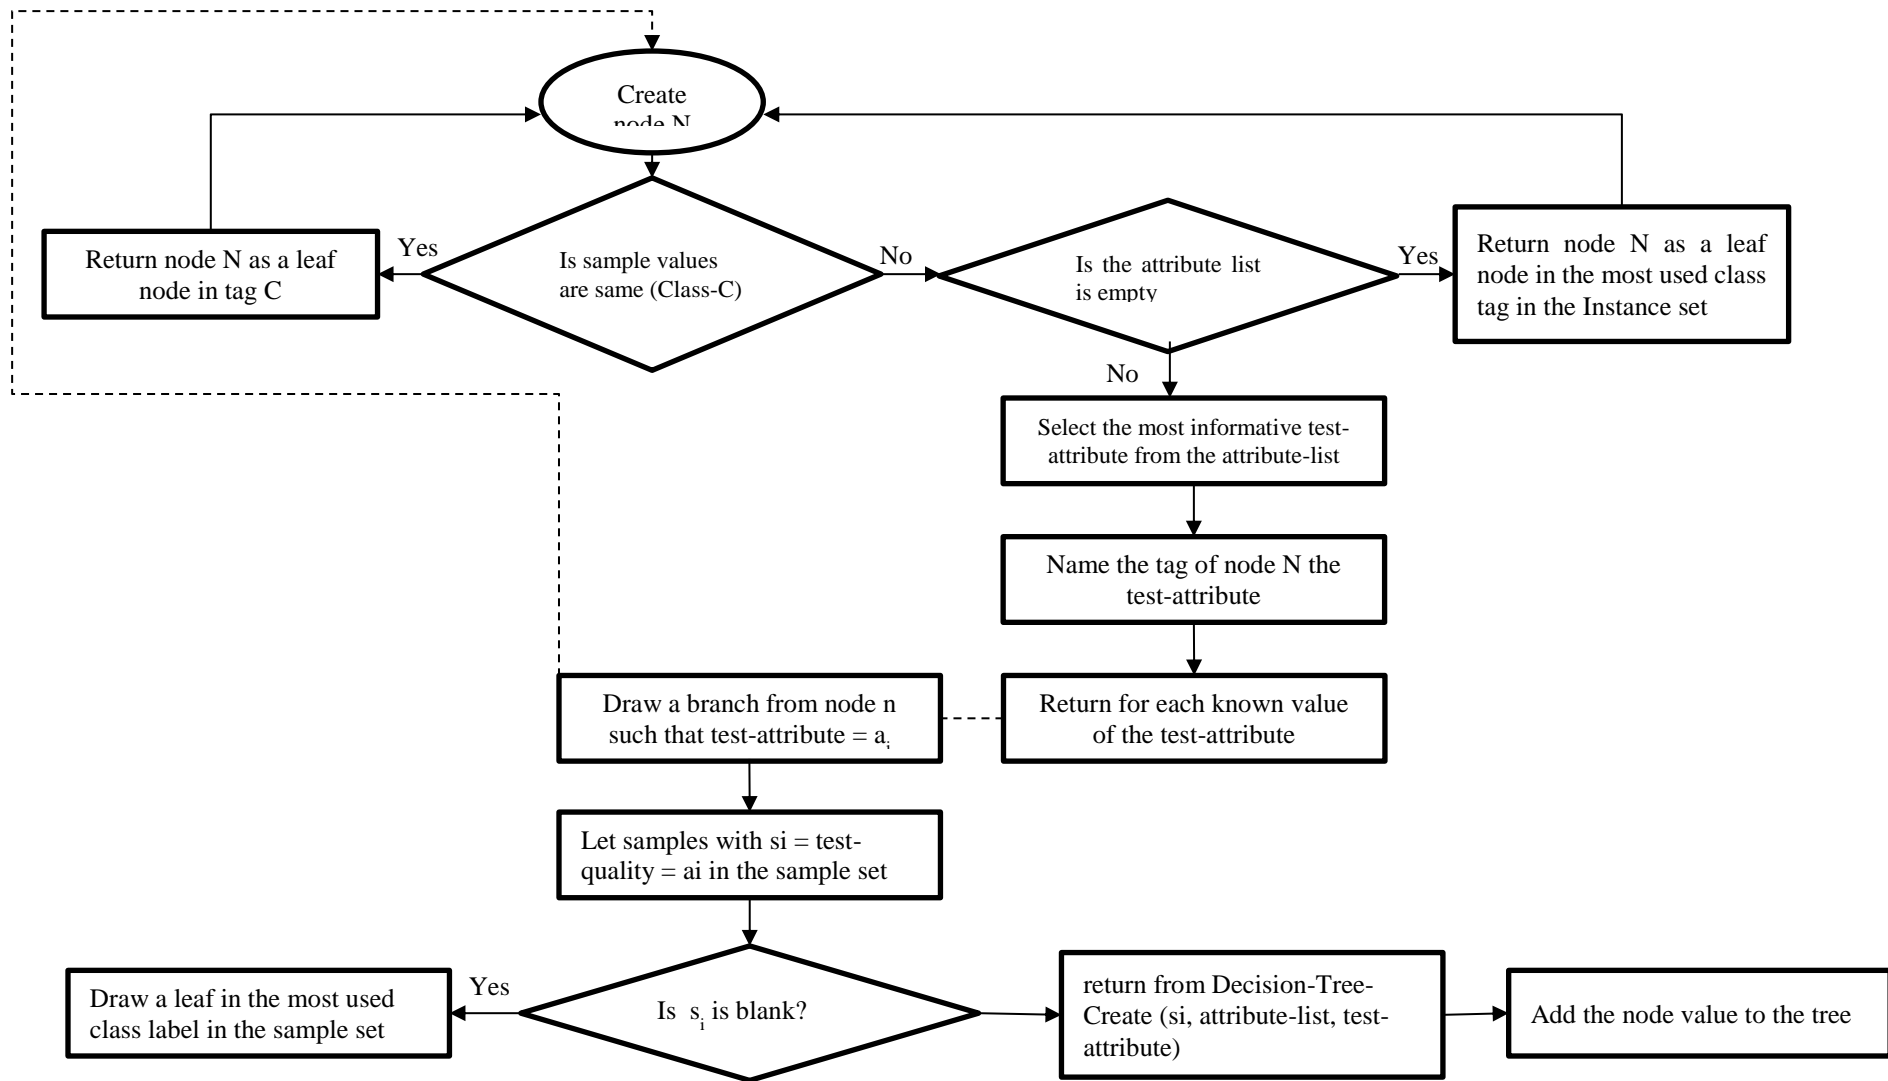 Create
node N
Yes
No
Yes
Return node N as a leaf
node in tag C
Is sample values
are same (Class-C)
Is the attribute list
is empty
Return node N as a leaf
node in the most used class
tag in the Instance set
No
Select the most informative test-
attribute from the attribute-list
Name the tag of node N the
test-attribute
Draw a branch from node n
such that test-attribute = ai
Return for each known value
of the test-attribute
Let samples with si = test-
quality = ai in the sample set
Yes
Draw a leaf in the most used
class label in the sample set
Is si is blank?
return from Decision-Tree-
Create (si, attribute-list, test-
attribute)
Add the node value to the tree